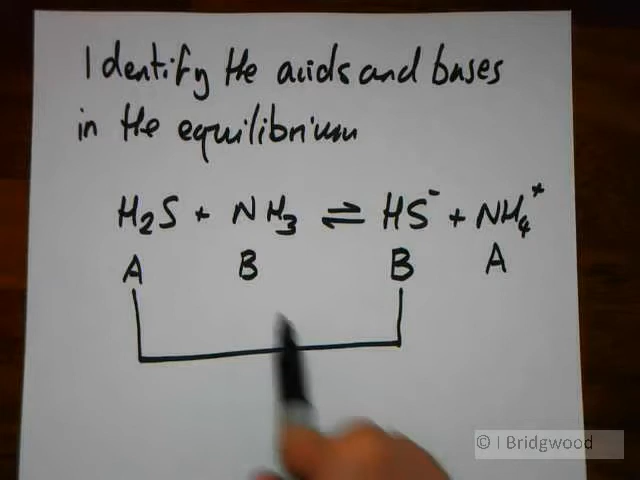 Identify the acids and bases
in the equilibrium
H₂S + NH₃ ⇌ HS⁻ + NH₄⁺
A B B A
© I Bridgwood